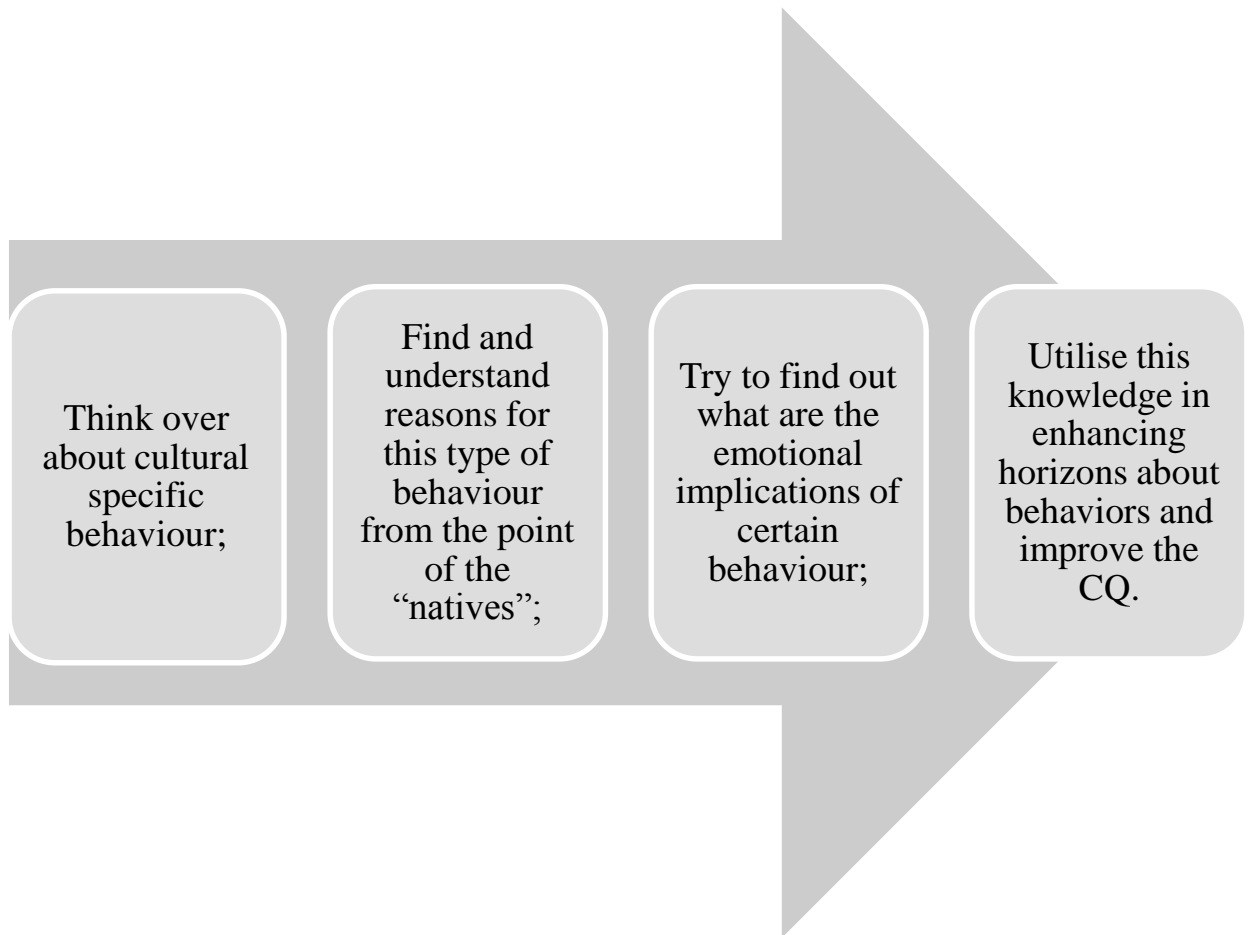 Think over
about cultural
specific
behaviour;
Find and
understand
reasons for
this type of
behaviour
from the point
of the
“natives”;
Try to find out
what are the
emotional
implications of
certain
behaviour;
Utilise this
knowledge in
enhancing
horizons about
behaviors and
improve the
CQ.